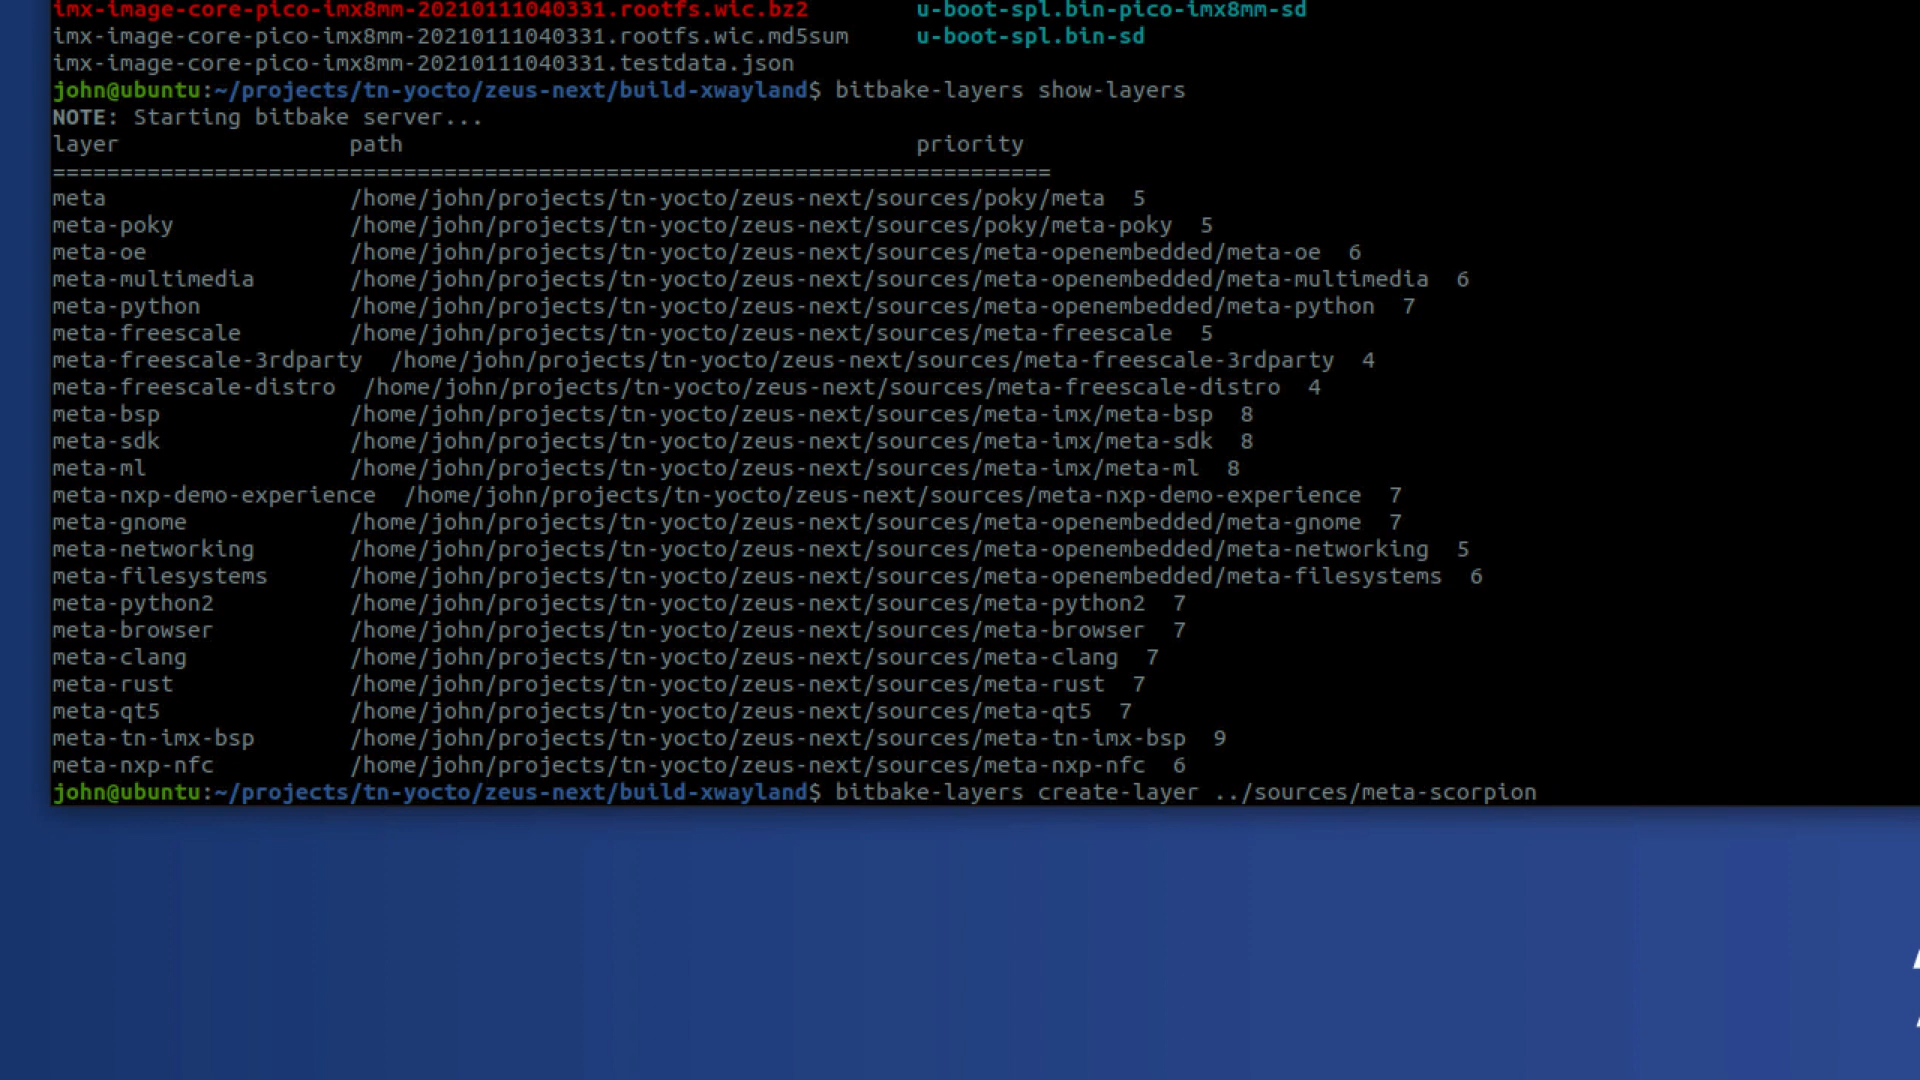 imx-image-core-pico-imx8mm-20210111040331.rootfs.wic.bz2 u-boot-spl.bin-pico-imx8mm-sd
imx-image-core-pico-imx8mm-20210111040331.rootfs.wic.md5sum u-boot-spl.bin-sd
imx-image-core-pico-imx8mm-20210111040331.testdata.json
john@ubuntu:~/projects/tn-yocto/zeus-next/build-xwayland$ bitbake-layers show-layers
NOTE: Starting bitbake server...
layer path priority
==========================================================================
meta /home/john/projects/tn-yocto/zeus-next/sources/poky/meta 5
meta-poky /home/john/projects/tn-yocto/zeus-next/sources/poky/meta-poky 5
meta-oe /home/john/projects/tn-yocto/zeus-next/sources/meta-openembedded/meta-oe 6
meta-multimedia /home/john/projects/tn-yocto/zeus-next/sources/meta-openembedded/meta-multimedia 6
meta-python /home/john/projects/tn-yocto/zeus-next/sources/meta-openembedded/meta-python 7
meta-freescale /home/john/projects/tn-yocto/zeus-next/sources/meta-freescale 5
meta-freescale-3rdparty /home/john/projects/tn-yocto/zeus-next/sources/meta-freescale-3rdparty 4
meta-freescale-distro /home/john/projects/tn-yocto/zeus-next/sources/meta-freescale-distro 4
meta-bsp /home/john/projects/tn-yocto/zeus-next/sources/meta-imx/meta-bsp 8
meta-sdk /home/john/projects/tn-yocto/zeus-next/sources/meta-imx/meta-sdk 8
meta-ml /home/john/projects/tn-yocto/zeus-next/sources/meta-imx/meta-ml 8
meta-nxp-demo-experience /home/john/projects/tn-yocto/zeus-next/sources/meta-nxp-demo-experience 7
meta-gnome /home/john/projects/tn-yocto/zeus-next/sources/meta-openembedded/meta-gnome 7
meta-networking /home/john/projects/tn-yocto/zeus-next/sources/meta-openembedded/meta-networking 5
meta-filesystems /home/john/projects/tn-yocto/zeus-next/sources/meta-openembedded/meta-filesystems 6
meta-python2 /home/john/projects/tn-yocto/zeus-next/sources/meta-python2 7
meta-browser /home/john/projects/tn-yocto/zeus-next/sources/meta-browser 7
meta-clang /home/john/projects/tn-yocto/zeus-next/sources/meta-clang 7
meta-rust /home/john/projects/tn-yocto/zeus-next/sources/meta-rust 7
meta-qt5 /home/john/projects/tn-yocto/zeus-next/sources/meta-qt5 7
meta-tn-imx-bsp /home/john/projects/tn-yocto/zeus-next/sources/meta-tn-imx-bsp 9
meta-nxp-nfc /home/john/projects/tn-yocto/zeus-next/sources/meta-nxp-nfc 6
john@ubuntu:~/projects/tn-yocto/zeus-next/build-xwayland$ bitbake-layers create-layer ../sources/meta-scorpion